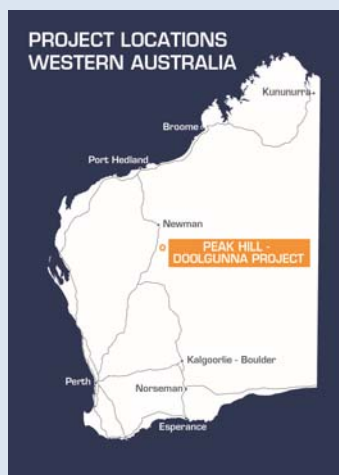 PROJECT LOCATIONS
WESTERN AUSTRALIA
Kununurra
Broome
Port Hedland
Newman
PEAK HILL -
DOOLGUNNA PROJECT
Kalgoorlie - Boulder
Perth
Norseman
Esperance